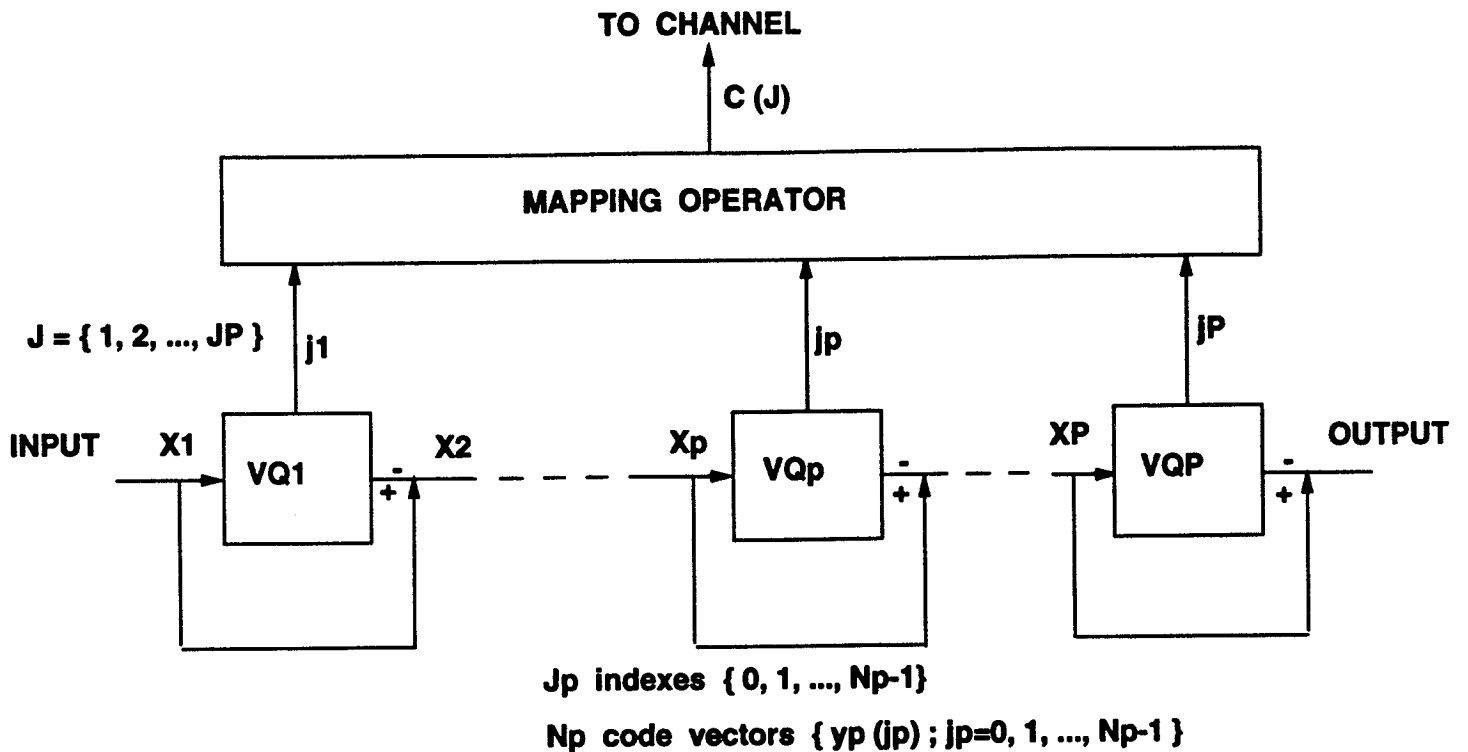 TO CHANNEL
C (J)
MAPPING OPERATOR
J = { 1, 2, ..., JP }
j1
jp
jP
INPUT
X1
VQ1
-
+
X2
Xp
VQp
-
+
XP
VQP
-
+
OUTPUT
Jp indexes { 0, 1, ..., Np-1}
Np code vectors { yp (jp) ; jp=0, 1, ..., Np-1 }